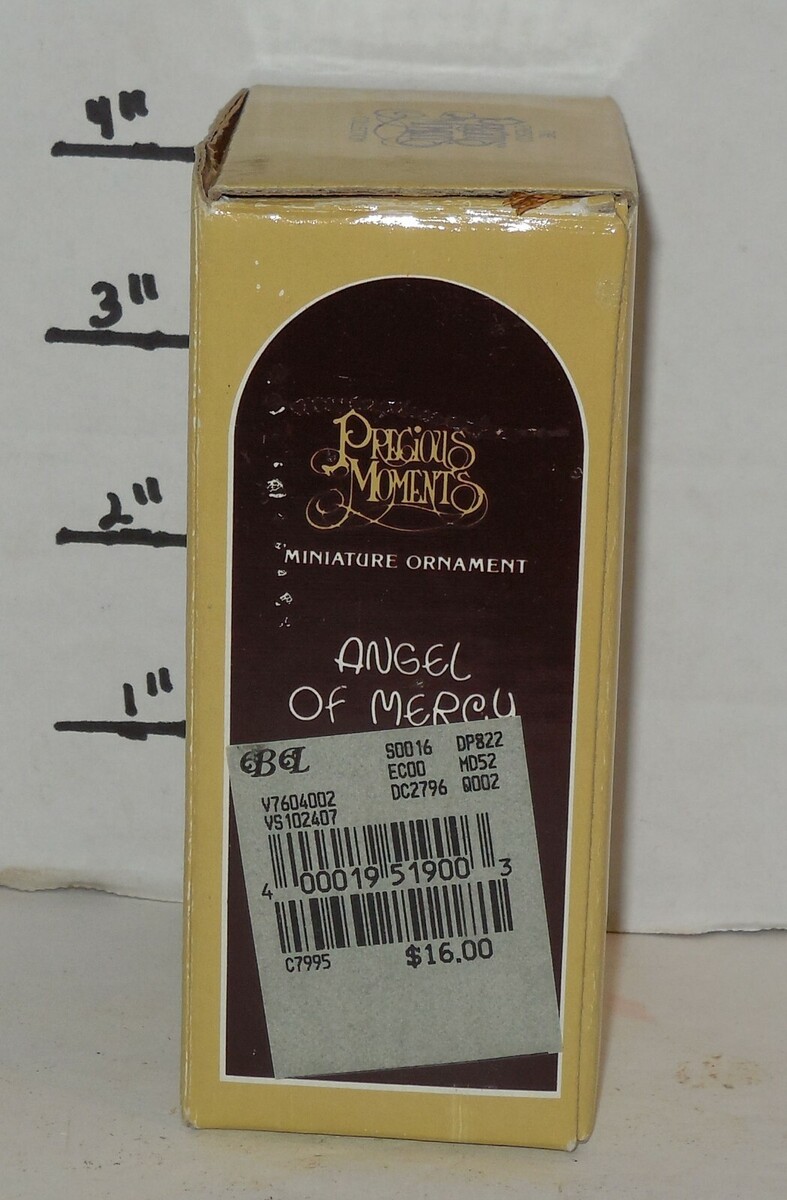 4"
3"
2"
1"
PRECIOUS
MOMENTS
MINIATURE ORNAMENT
ANGEL
OF MERCY
BL
S0016 DP822
EC00 MD52
DC2796 Q002
V7604002
VS102407
4 00019 51900 3
C7995 $16.00